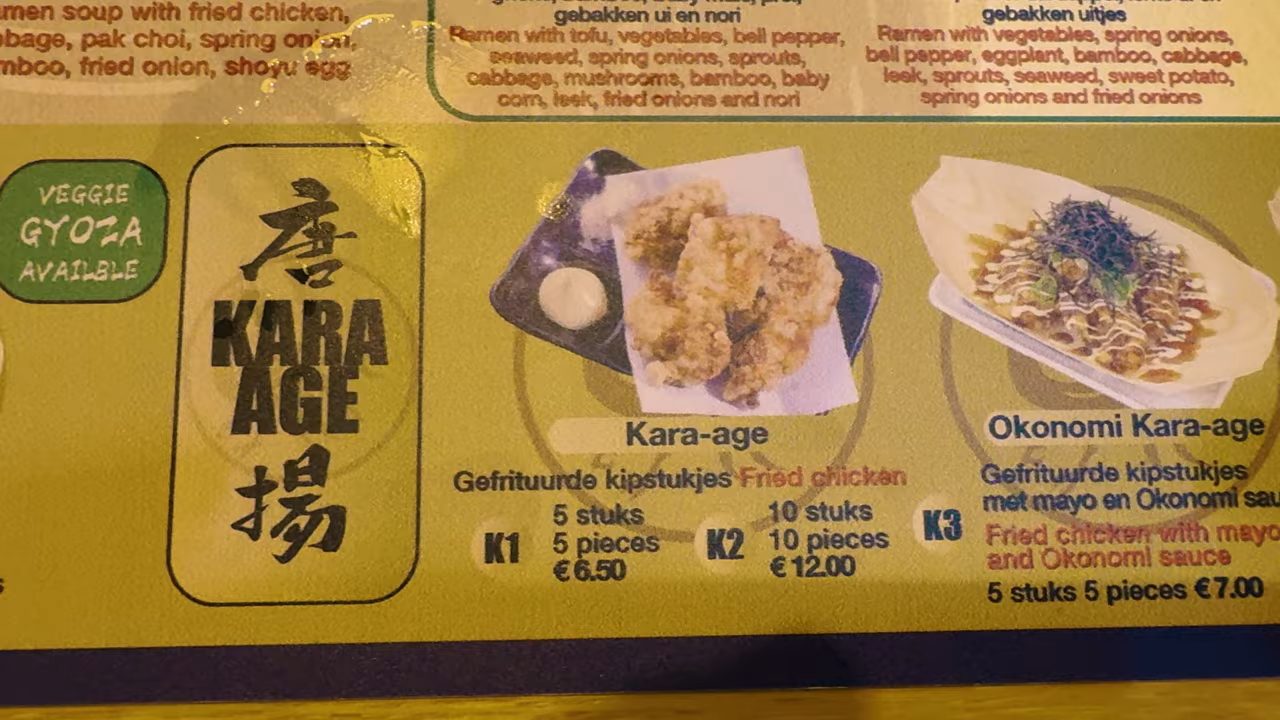 men soup with fried chicken,
bbage, pak choi, spring onion,
mboo, fried onion, shoyu egg
gebakken ui en nori
Ramen with tofu, vegetables, bell pepper,
seaweed, spring onions, sprouts,
cabbage, mushrooms, bamboo, baby
corn, leek, fried onions and nori
gebakken uitjes
Ramen with vegetables, spring onions,
bell pepper, eggplant, bamboo, cabbage,
leek, sprouts, seaweed, sweet potato,
spring onions and fried onions
VEGGIE
GYOZA
AVAILBLE
唐
KARA
AGE
揚
Kara-age
Gefrituurde kipstukjes Fried chicken
K1
5 stuks
5 pieces
€6.50
K2
10 stuks
10 pieces
€12.00
Okonomi Kara-age
K3
Gefrituurde kipstukjes
met mayo en Okonomi sau
Fried chicken with mayo
and Okonomi sauce
5 stuks 5 pieces €7.00